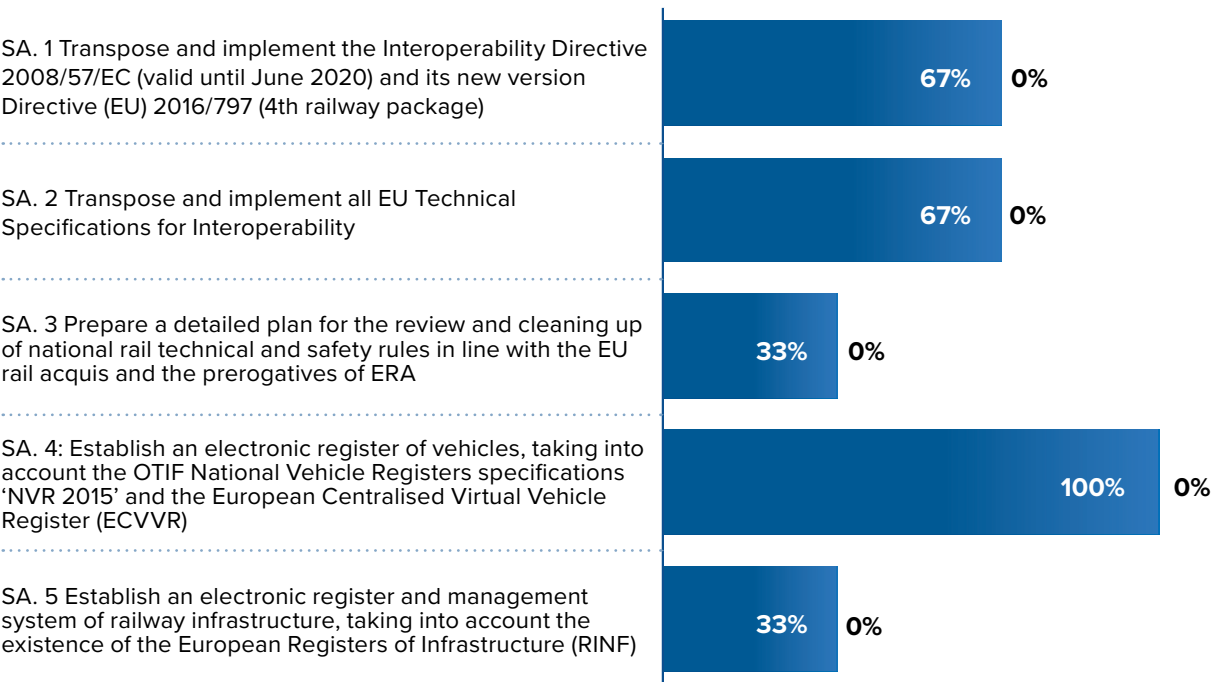 SA. 1 Transpose and implement the Interoperability Directive
2008/57/EC (valid until June 2020) and its new version
Directive (EU) 2016/797 (4th railway package)
67% 0%
SA. 2 Transpose and implement all EU Technical
Specifications for Interoperability
67% 0%
SA. 3 Prepare a detailed plan for the review and cleaning up
of national rail technical and safety rules in line with the EU
rail acquis and the prerogatives of ERA
33% 0%
SA. 4: Establish an electronic register of vehicles, taking into
account the OTIF National Vehicle Registers specifications
‘NVR 2015’ and the European Centralised Virtual Vehicle
Register (ECVVR)
100% 0%
SA. 5 Establish an electronic register and management
system of railway infrastructure, taking into account the
existence of the European Registers of Infrastructure (RINF)
33% 0%